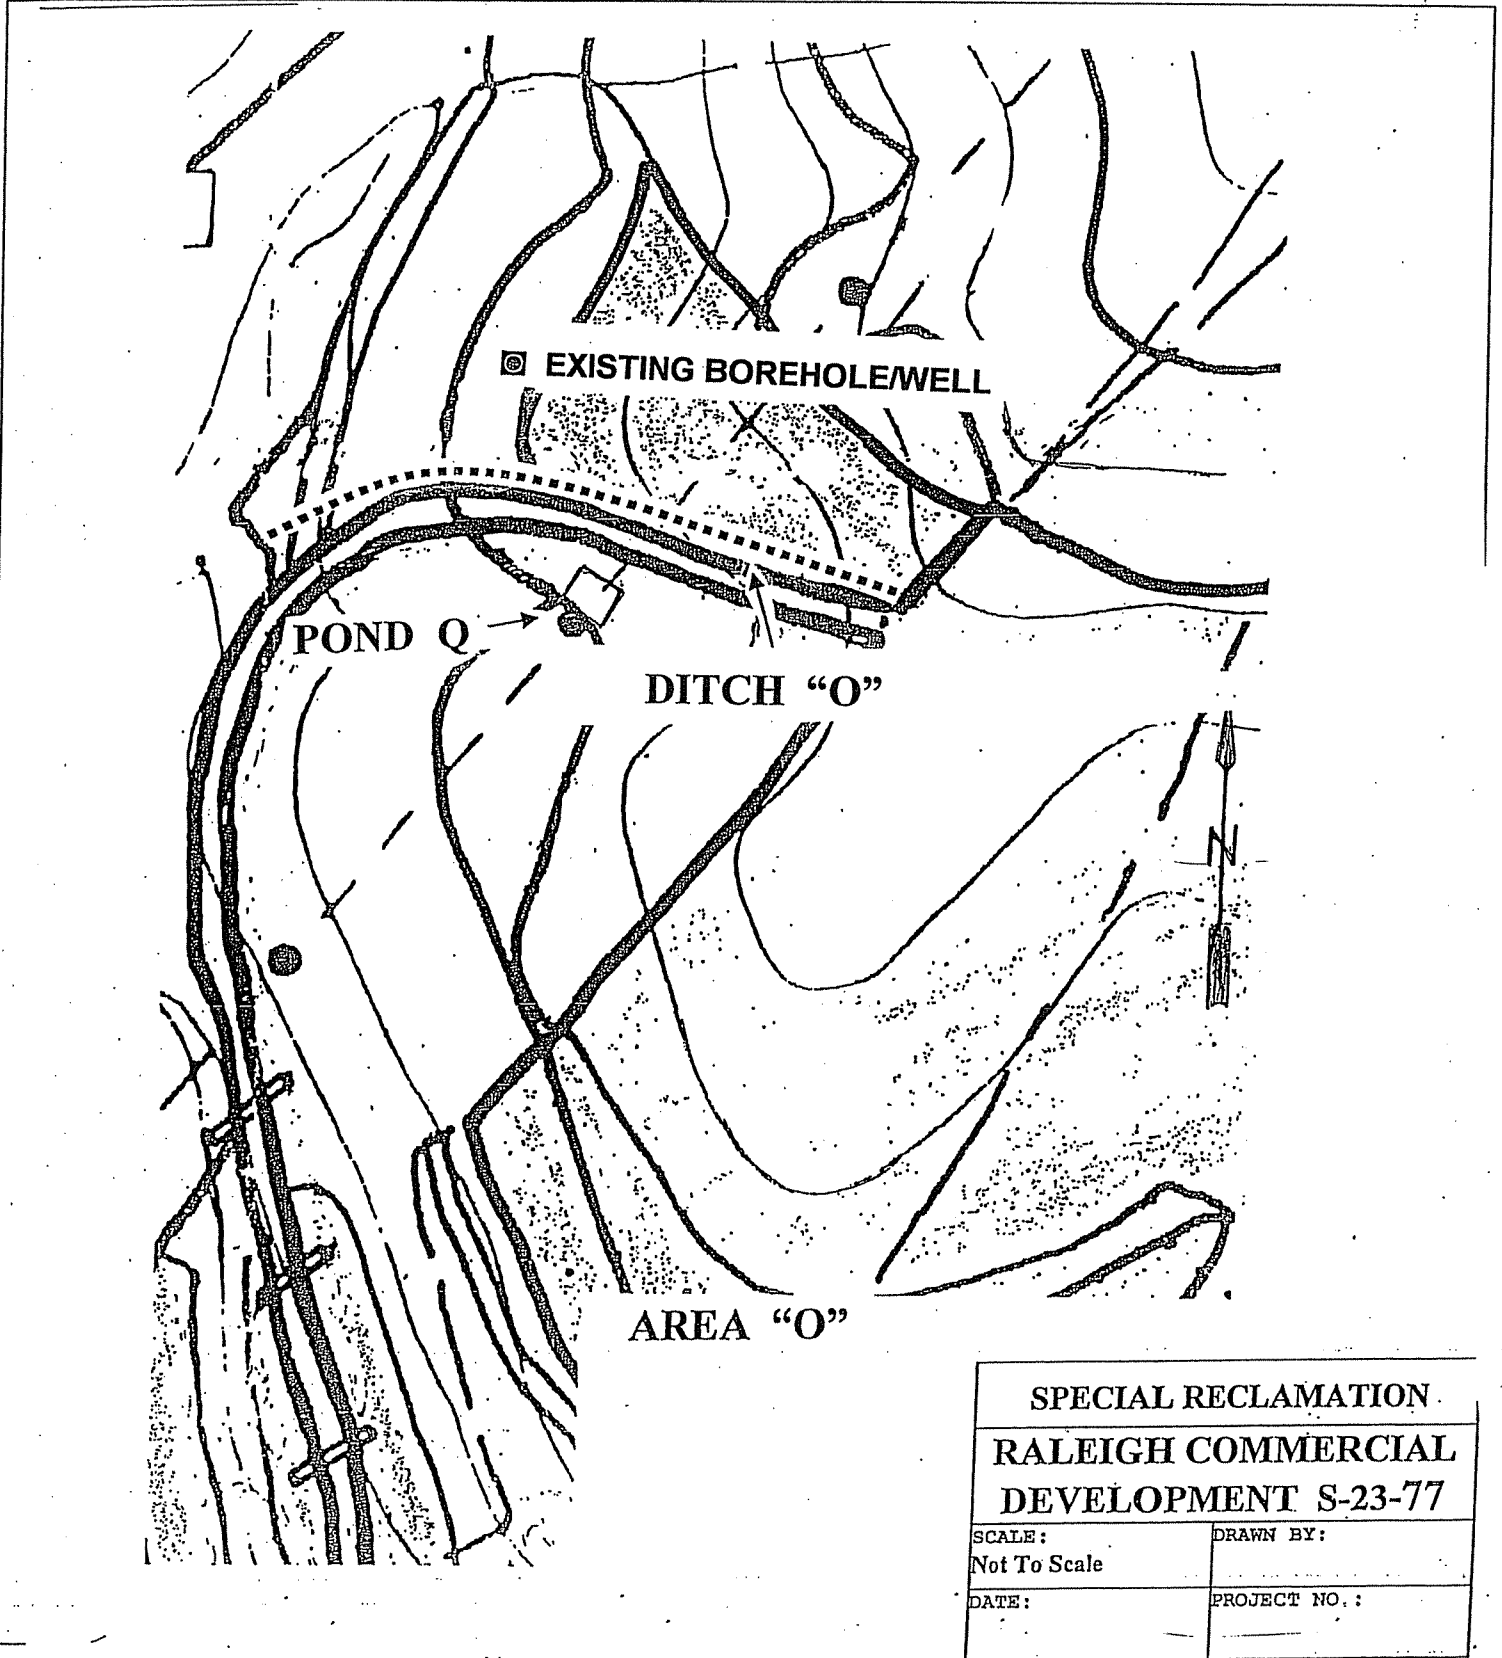 EXISTING BOREHOLE/WELL
POND Q
DITCH “O”
N
AREA “O”
SPECIAL RECLAMATION
RALEIGH COMMERCIAL
DEVELOPMENT S-23-77
SCALE:
Not To Scale
DRAWN BY:
DATE:
PROJECT NO.: